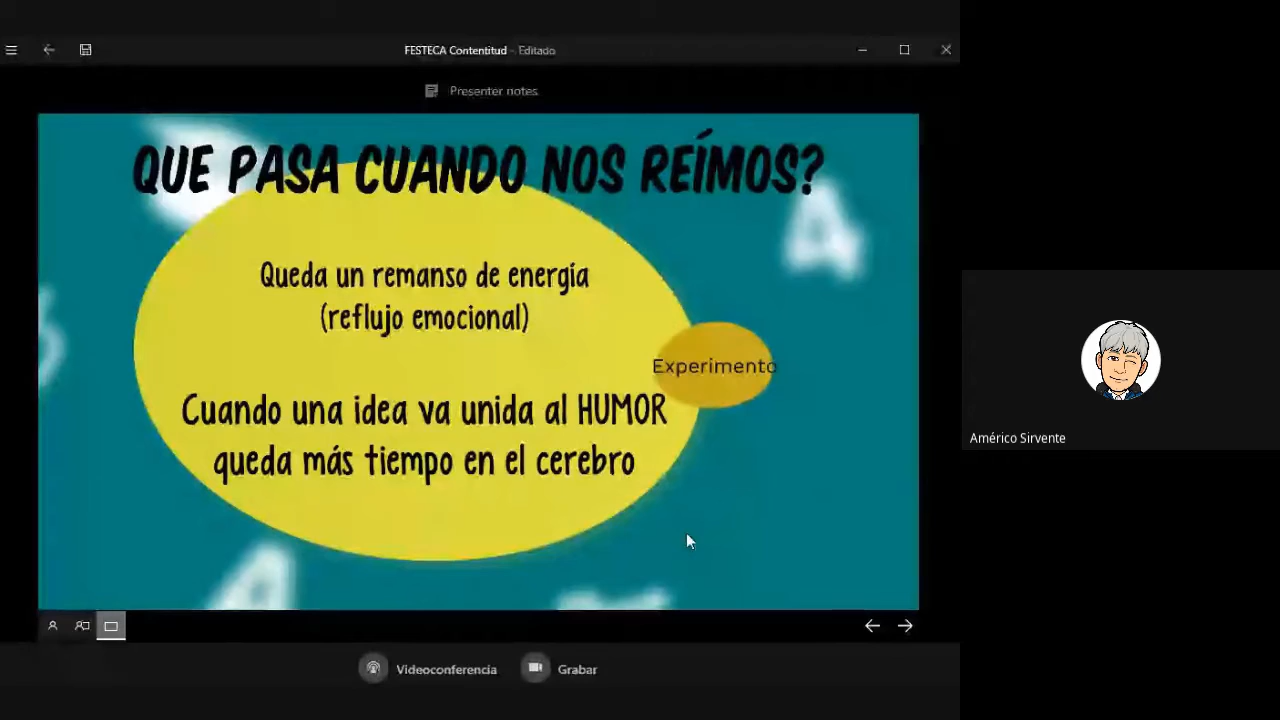 FESTECA Contentitud - Editado
Presenter notes
QUE PASA CUANDO NOS REÍMOS?
Queda un remanso de energía
(reflujo emocional)
Experimento
Cuando una idea va unida al HUMOR
queda más tiempo en el cerebro
Américo Sirvente
Videoconferencia
Grabar